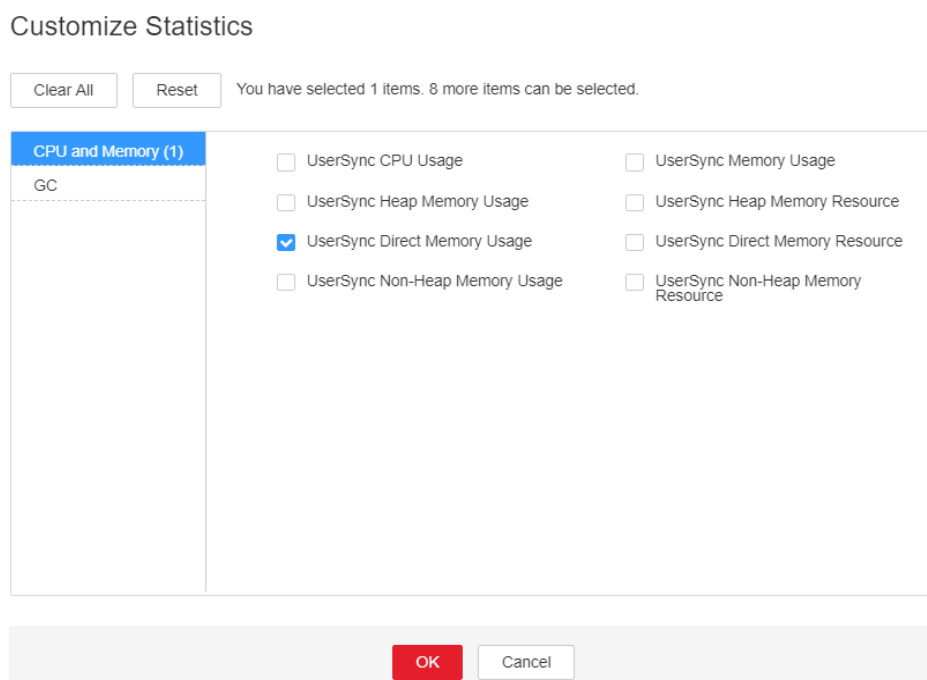 Customize Statistics
Clear All Reset You have selected 1 items. 8 more items can be selected.
CPU and Memory (1)
GC
UserSync CPU Usage UserSync Memory Usage
UserSync Heap Memory Usage UserSync Heap Memory Resource
UserSync Direct Memory Usage UserSync Direct Memory Resource
UserSync Non-Heap Memory Usage UserSync Non-Heap Memory
Resource
OK Cancel